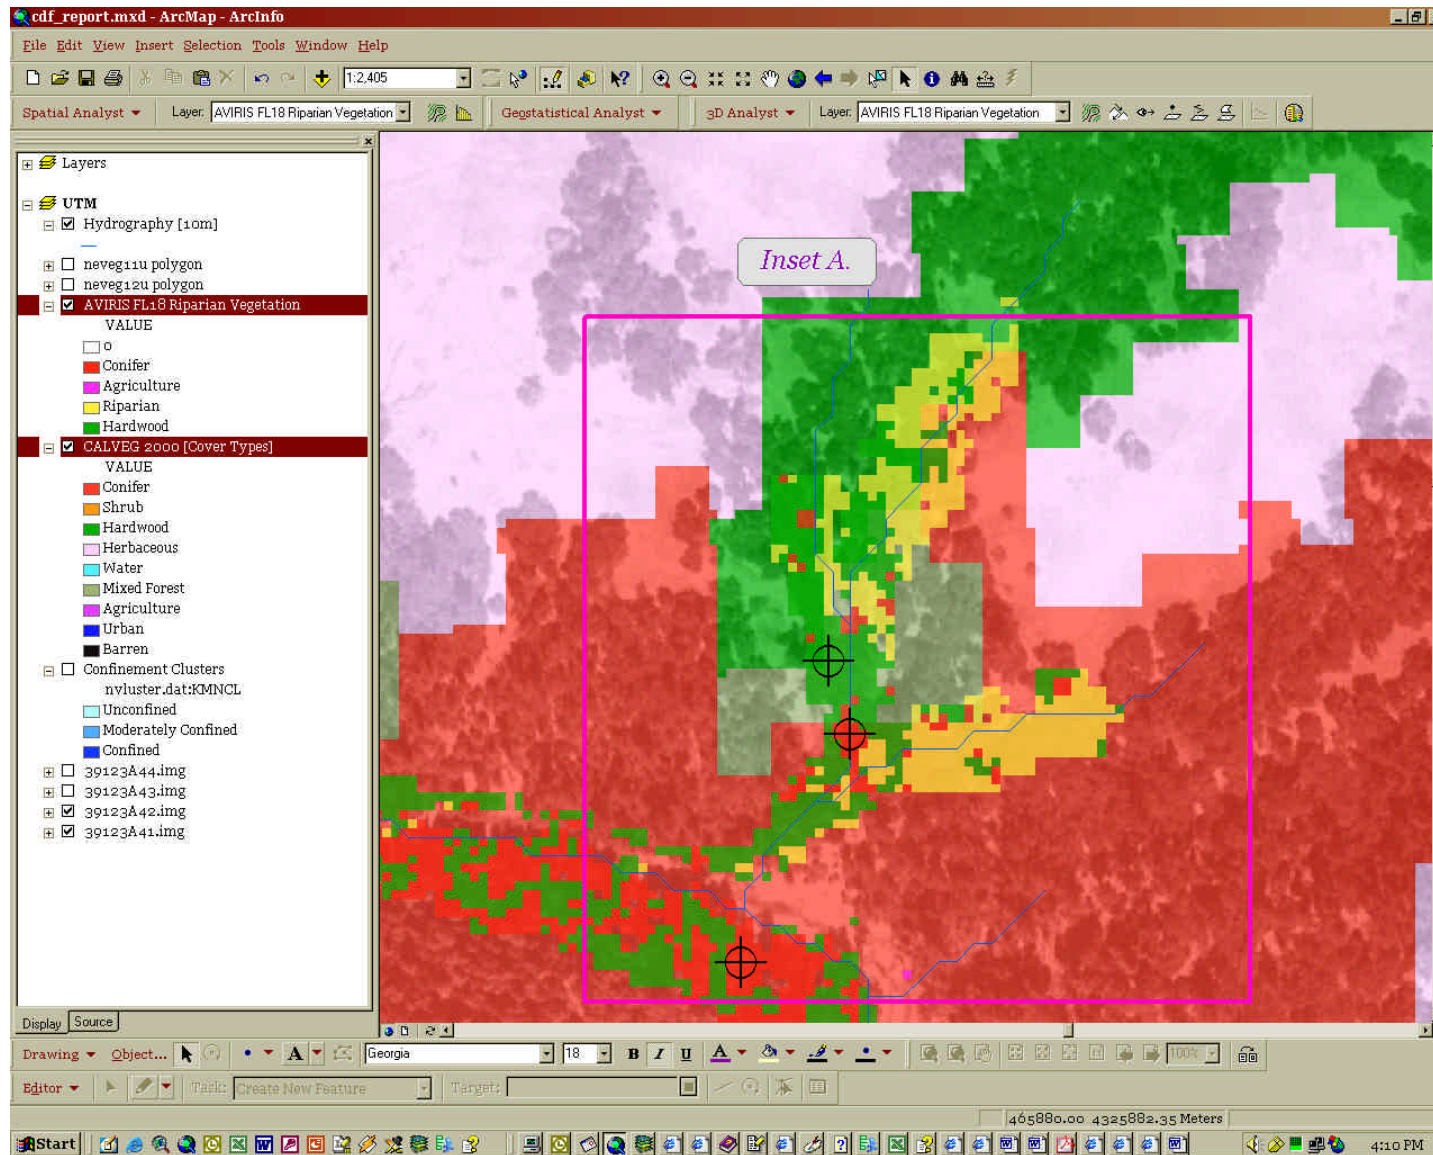 cdf_report.mxd - ArcMap - ArcInfo
File Edit View Insert Selection Tools Window Help
1:2,405
Spatial Analyst Layer: AVIRIS FL18 Riparian Vegetation Geostatistical Analyst 3D Analyst Layer: AVIRIS FL18 Riparian Vegetation
Layers
UTM
Hydrography [10m]
neveg11u polygon
neveg12u polygon
AVIRIS FL18 Riparian Vegetation
VALUE
0
Conifer
Agriculture
Riparian
Hardwood
CALVEG 2000 [Cover Types]
VALUE
Conifer
Shrub
Hardwood
Herbaceous
Water
Mixed Forest
Agriculture
Urban
Barren
Confinement Clusters
nvluster.dat:KMNCL
Unconfined
Moderately Confined
Confined
39123A44.img
39123A43.img
39123A42.img
39123A41.img
Inset A.
Display Source
Drawing Object... A Georgia 18 B I U A 100%
Editor Task: Create New Feature Target:
465880.00 4325882.35 Meters
Start 4:10 PM